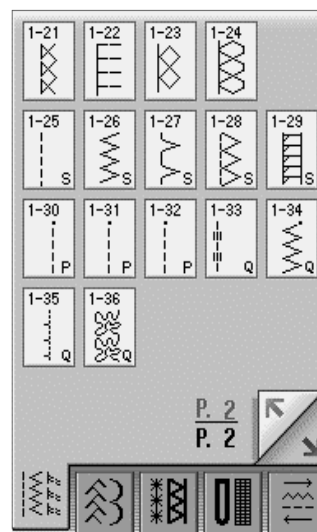 1-21 1-22 1-23 1-24
1-25 1-26 1-27 1-28 1-29
S S S S S
1-30 1-31 1-32 1-33 1-34
P P P Q Q
1-35 1-36
Q Q
P. 2
P. 2